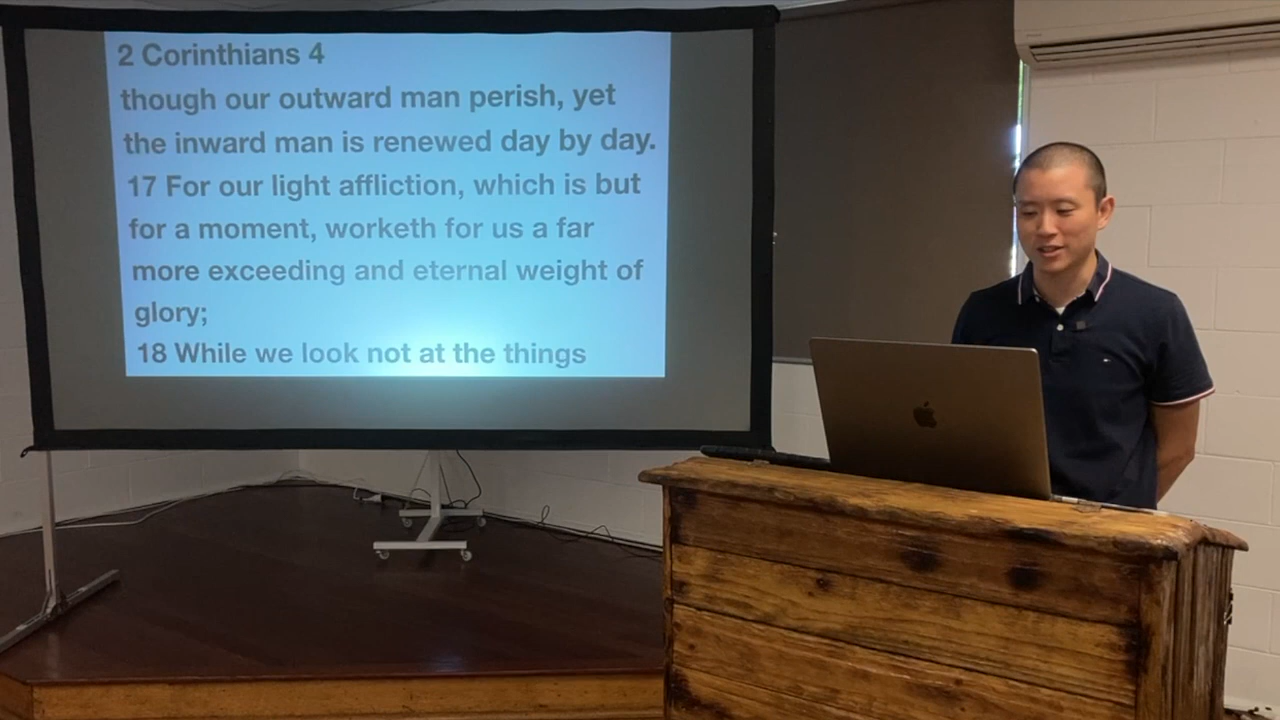 2 Corinthians 4
though our outward man perish, yet
the inward man is renewed day by day.
17 For our light affliction, which is but
for a moment, worketh for us a far
more exceeding and eternal weight of
glory;
18 While we look not at the things